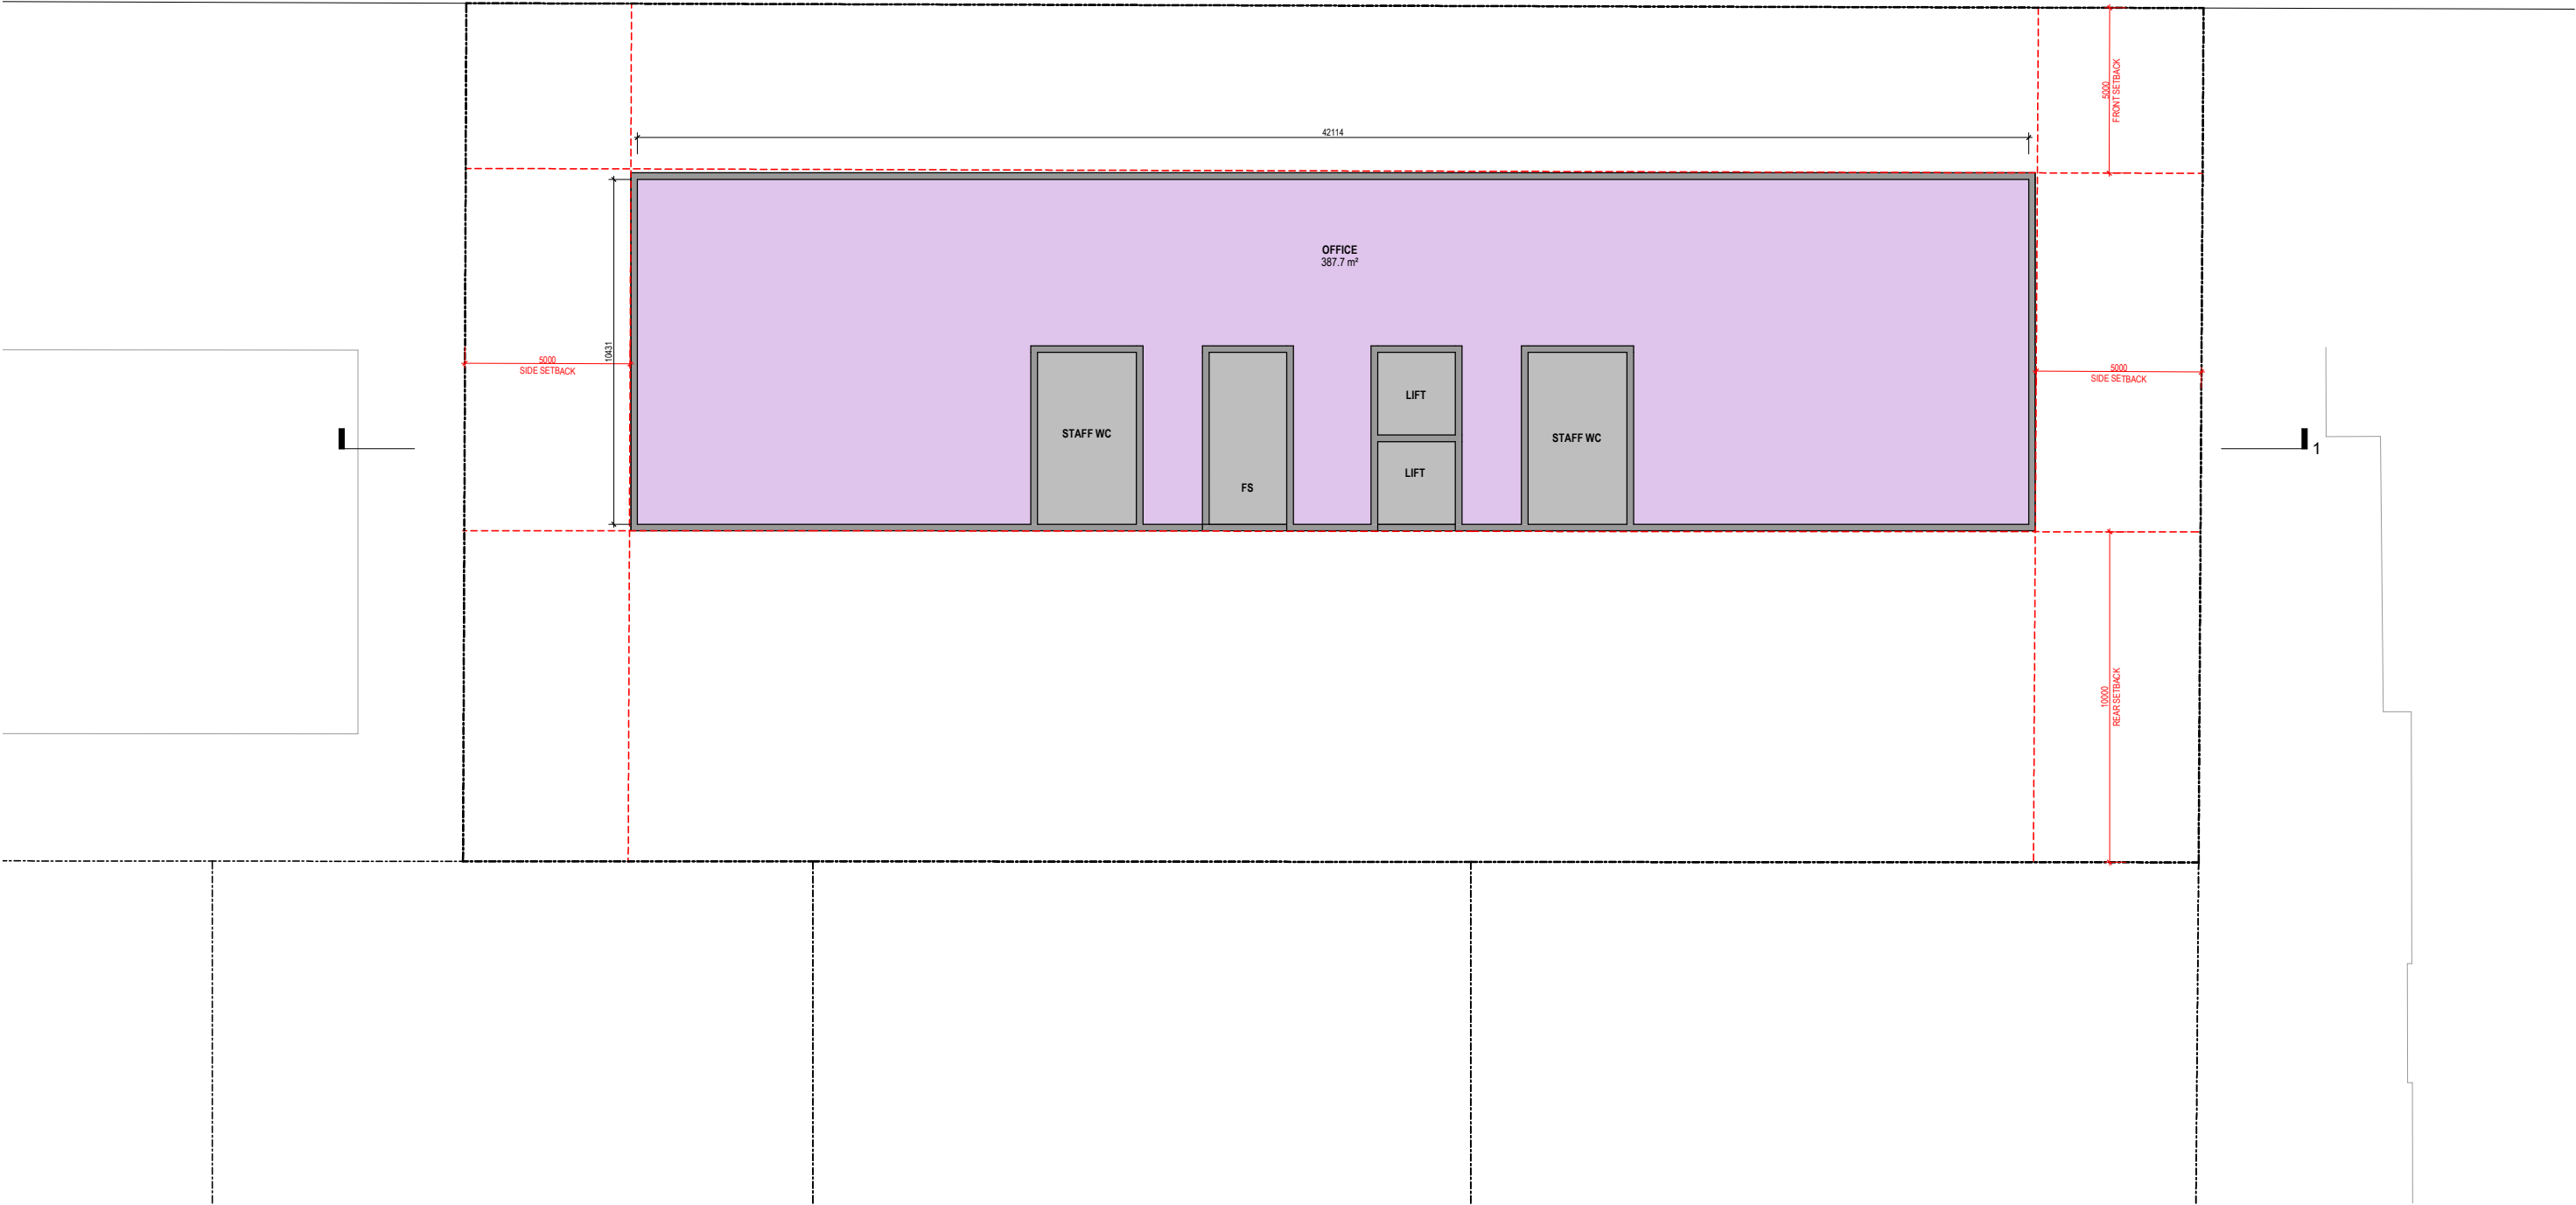 5000
FRONT SETBACK
42114
OFFICE
387.7 m²
10431
5000
SIDE SETBACK
5000
SIDE SETBACK
LIFT
STAFF WC
STAFF WC
1
LIFT
FS
10000
REAR SETBACK